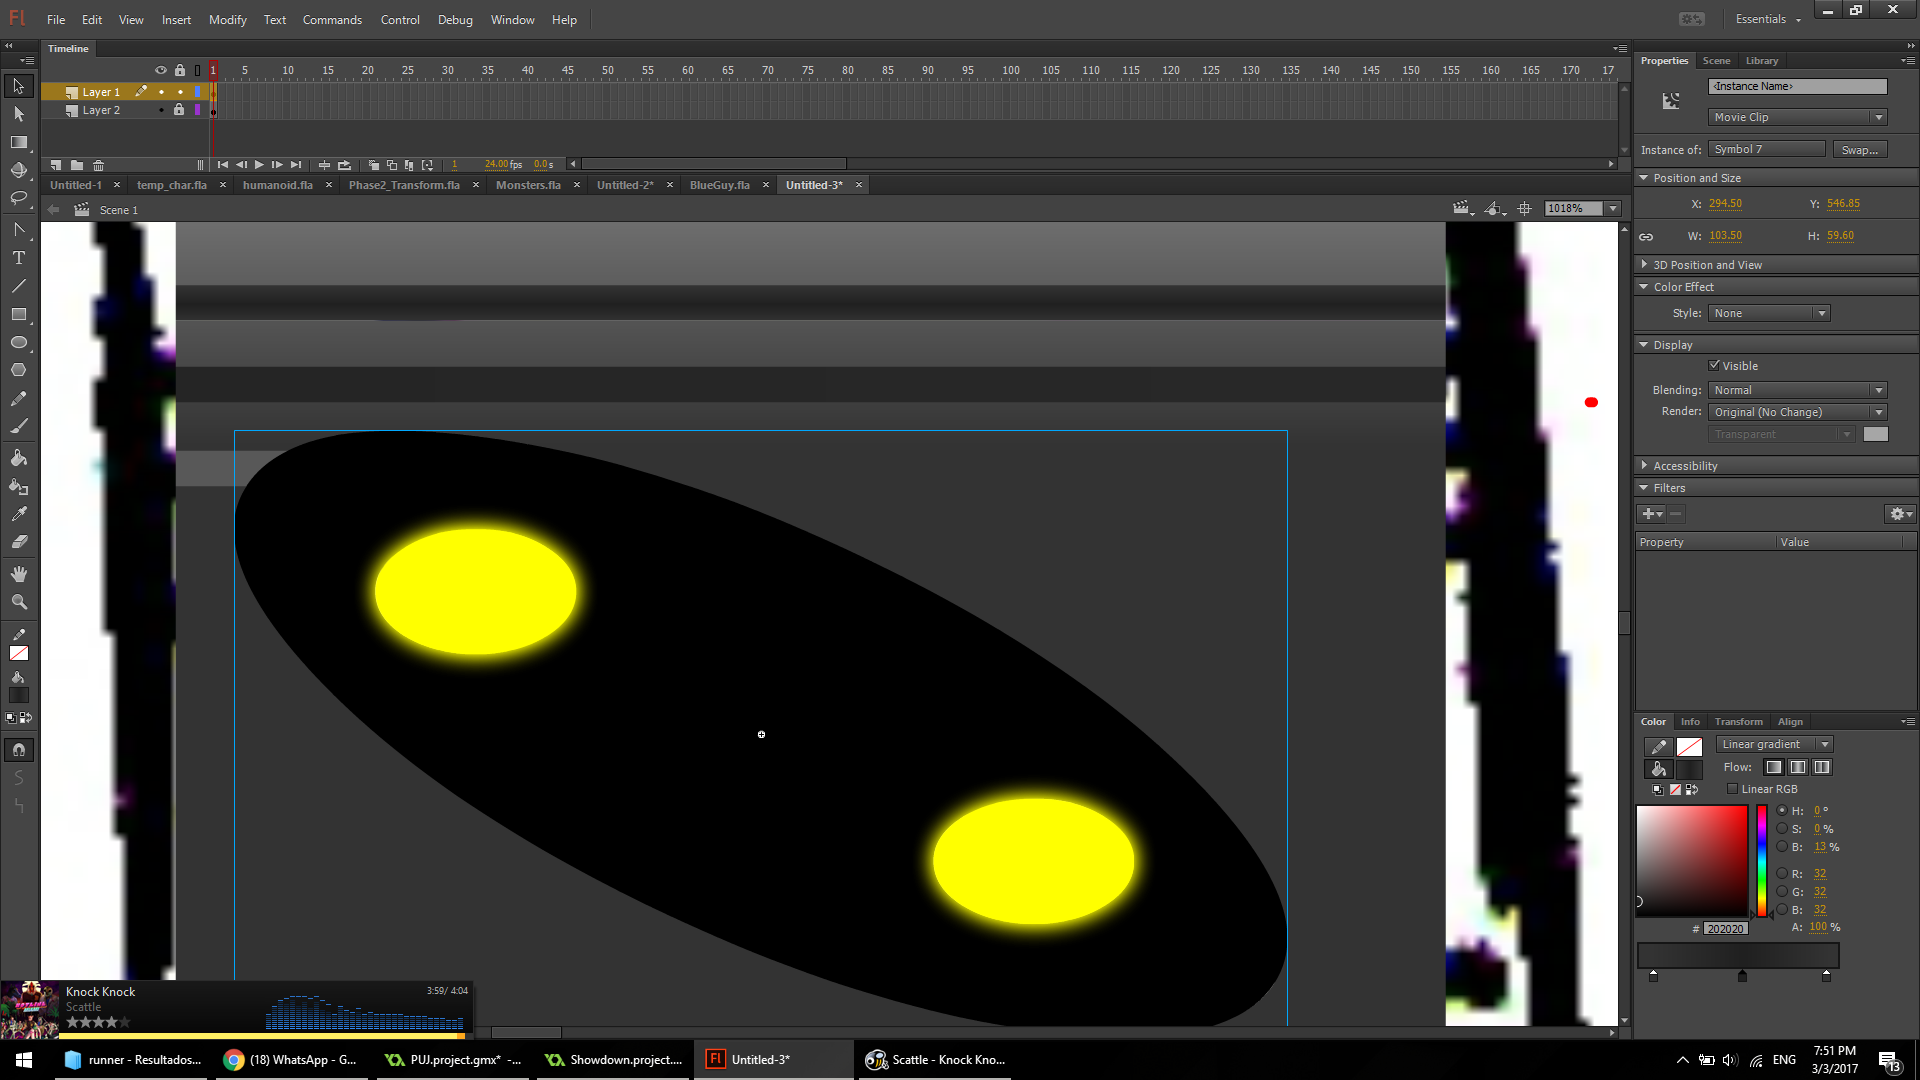 Fl File Edit View Insert Modify Text Commands Control Debug Window Help Essentials
Timeline
1 5 10 15 20 25 30 35 40 45 50 55 60 65 70 75 80 85 90 95 100 105 110 115 120 125 130 135 140 145 150 155 160 165 170 17
Layer 1
Layer 2
1 24.00 fps 0.0 s
Untitled-1 temp_char.fla humanoid.fla Phase2_Transform.fla Monsters.fla Untitled-2* BlueGuy.fla Untitled-3*
Scene 1 1018%
Properties Scene Library
<Instance Name>
Movie Clip
Instance of: Symbol 7 Swap...
Position and Size
X: 294.50 Y: 546.85
W: 103.50 H: 59.60
3D Position and View
Color Effect
Style: None
Display
Visible
Blending: Normal
Render: Original (No Change)
Transparent
Accessibility
Filters
Property Value
Color Info Transform Align
Linear gradient
Flow:
Linear RGB
H: 0 °
S: 0 %
B: 13 %
R: 32
G: 32
B: 32
# 202020 A: 100 %
Knock Knock 3:59/ 4:04
Scattle
runner - Resultados... (18) WhatsApp - G... PUJ.project.gmx* -... Showdown.project.... Fl Untitled-3* Scattle - Knock Kno... ENG
7:51 PM
3/3/2017
13